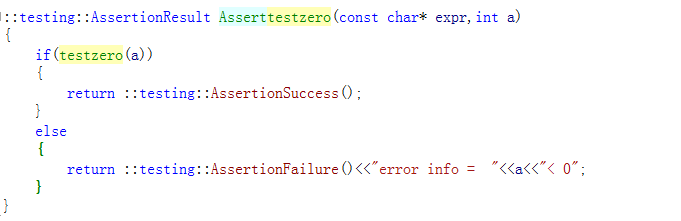 ::testing::AssertionResult Asserttestzero(const char* expr,int a)
{
if(testzero(a))
{
return ::testing::AssertionSuccess();
}
else
{
return ::testing::AssertionFailure()<<"error info =  "<<a<<"< 0";
}
}